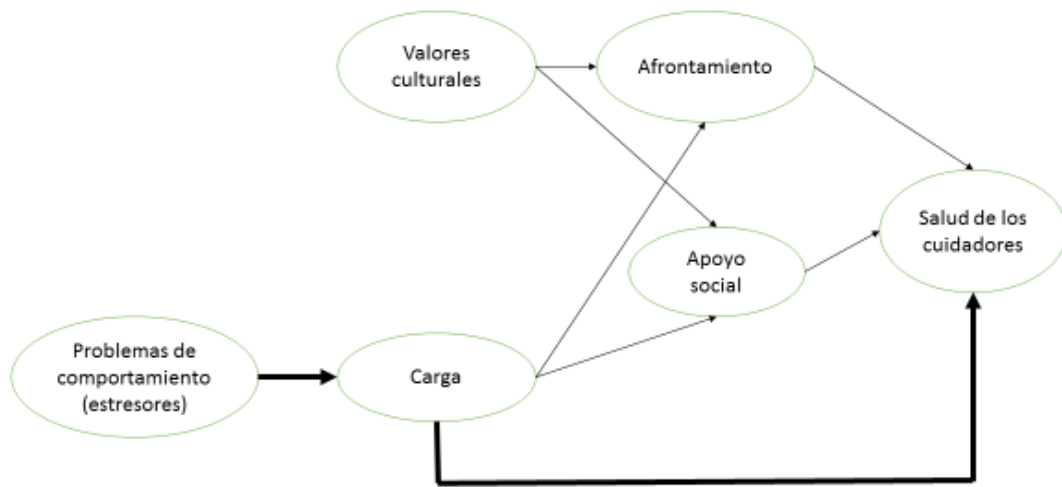 Valores
culturales
Afrontamiento
Salud de los
cuidadores
Apoyo
social
Problemas de
comportamiento
(estresores)
Carga